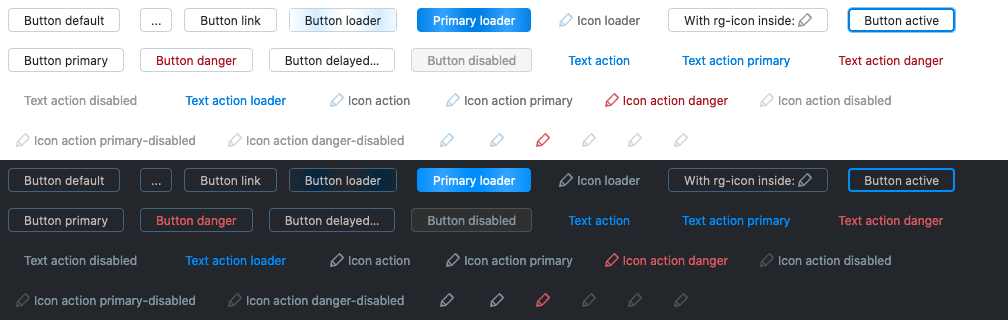 Button default ... Button link Button loader Primary loader Icon loader With rg-icon inside: Button active
Button primary Button danger Button delayed... Button disabled Text action Text action primary Text action danger
Text action disabled Text action loader Icon action Icon action primary Icon action danger Icon action disabled
Icon action primary-disabled Icon action danger-disabled
Button default ... Button link Button loader Primary loader Icon loader With rg-icon inside: Button active
Button primary Button danger Button delayed... Button disabled Text action Text action primary Text action danger
Text action disabled Text action loader Icon action Icon action primary Icon action danger Icon action disabled
Icon action primary-disabled Icon action danger-disabled